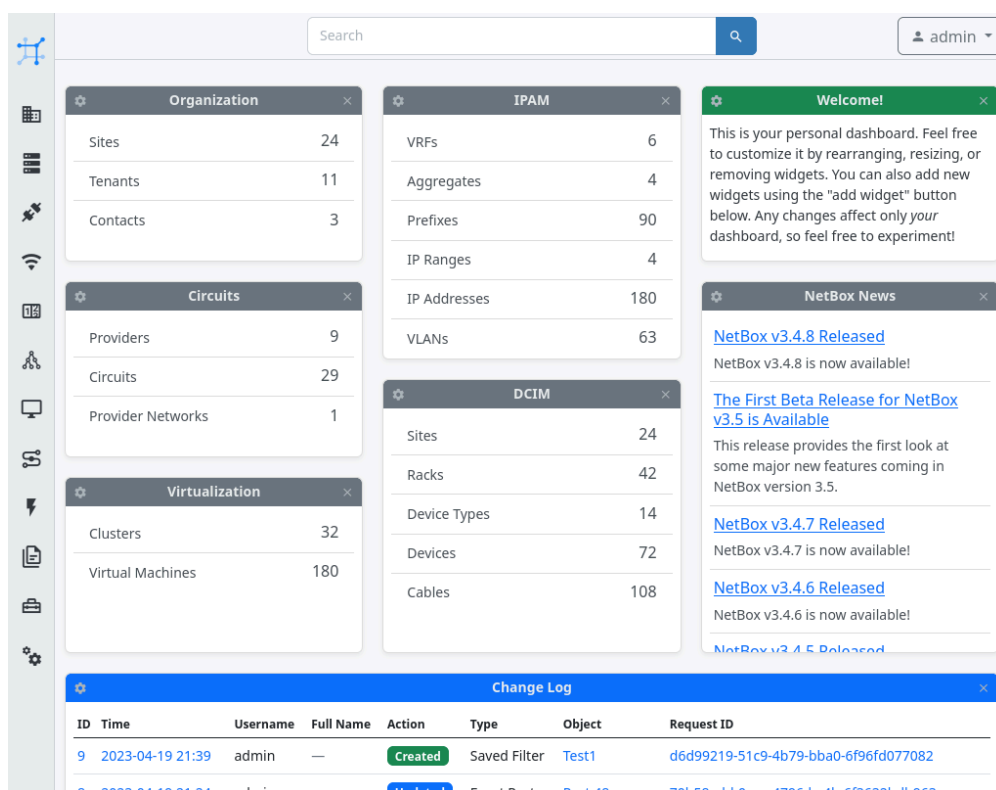 Search
admin
Organization
Sites 24
Tenants 11
Contacts 3
Circuits
Providers 9
Circuits 29
Provider Networks 1
Virtualization
Clusters 32
Virtual Machines 180
IPAM
VRFs 6
Aggregates 4
Prefixes 90
IP Ranges 4
IP Addresses 180
VLANs 63
DCIM
Sites 24
Racks 42
Device Types 14
Devices 72
Cables 108
Welcome!
This is your personal dashboard. Feel free
to customize it by rearranging, resizing, or
removing widgets. You can also add new
widgets using the "add widget" button
below. Any changes affect only your
dashboard, so feel free to experiment!
NetBox News
NetBox v3.4.8 Released
NetBox v3.4.8 is now available!
The First Beta Release for NetBox
v3.5 is Available
This release provides the first look at
some major new features coming in
NetBox version 3.5.
NetBox v3.4.7 Released
NetBox v3.4.7 is now available!
NetBox v3.4.6 Released
NetBox v3.4.6 is now available!
NetBox v3.4.5 Released
Change Log
ID Time Username Full Name Action Type Object Request ID
9 2023-04-19 21:39 admin — Created Saved Filter Test1 d6d99219-51c9-4b79-bba0-6f96fd077082